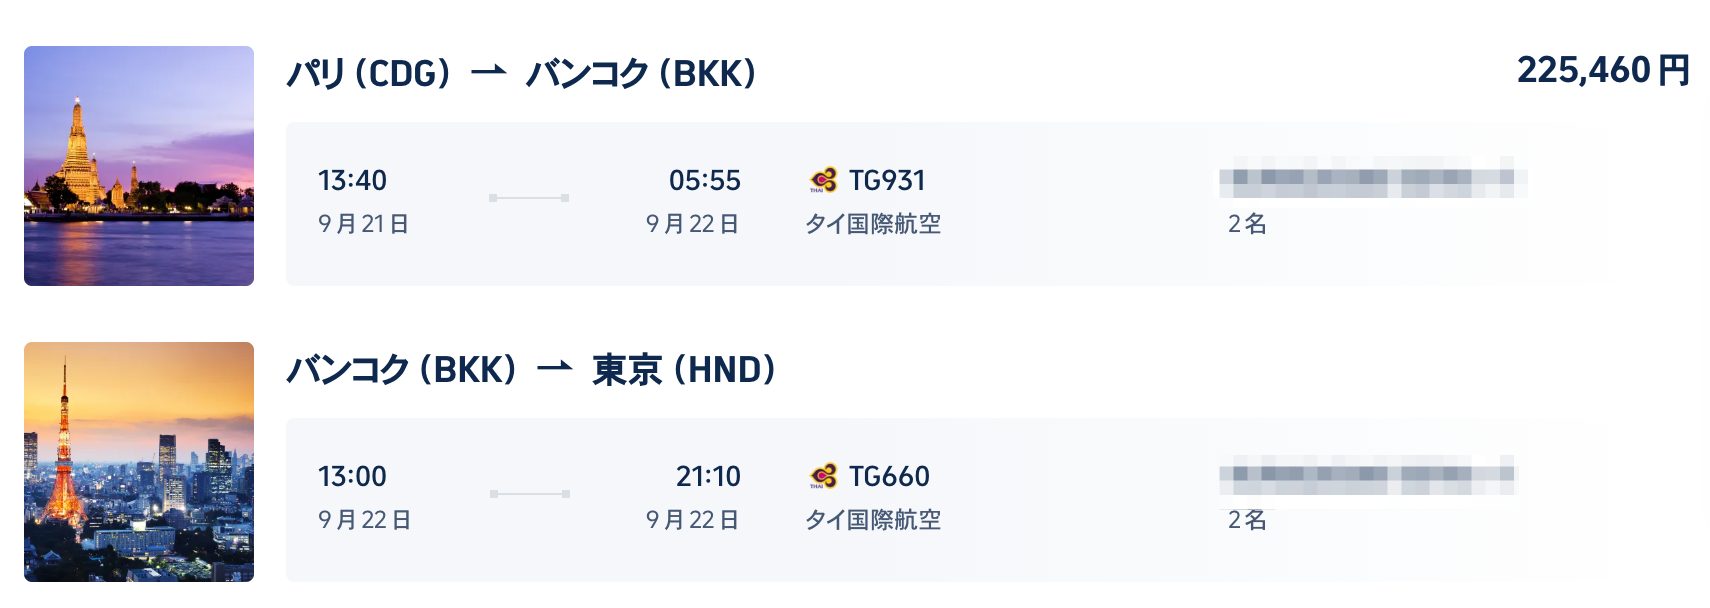 パリ (CDG) → バンコク (BKK)
225,460 円
13:40
05:55
THAI TG931
9月21日
9月22日
タイ国際航空
2名
バンコク (BKK) → 東京 (HND)
13:00
21:10
THAI TG660
9月22日
9月22日
タイ国際航空
2名